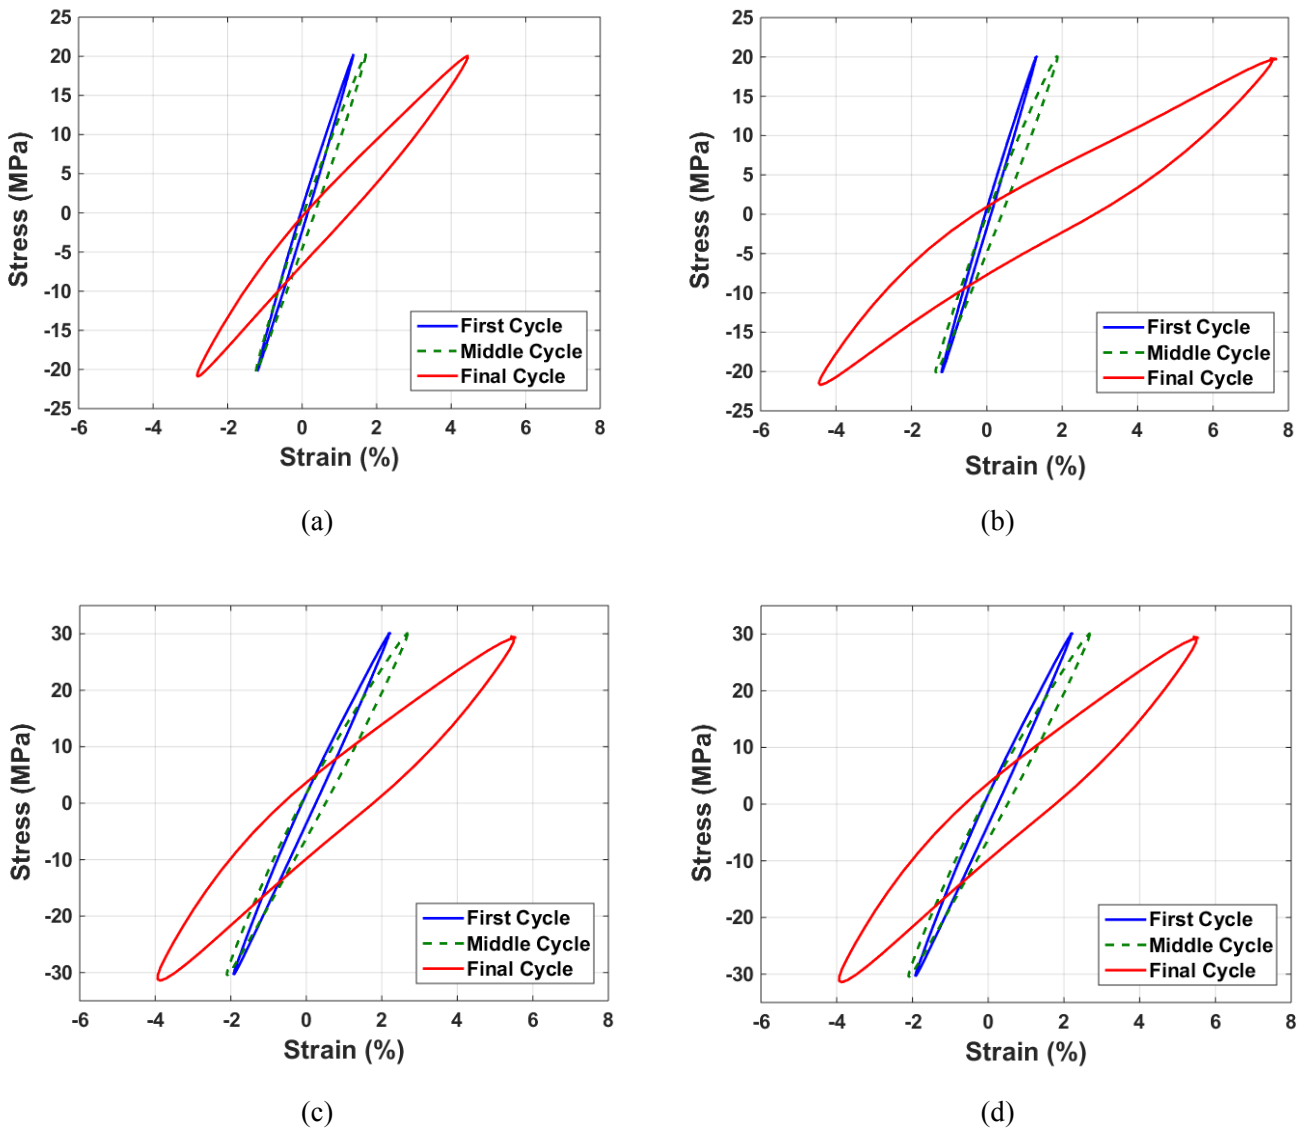 25
20
15
10
5
0
-5
-10
-15
-20
-25
-6 -4 -2 0 2 4 6 8
Stress (MPa)
Strain (%)
First Cycle
Middle Cycle
Final Cycle
(a)
25
20
15
10
5
0
-5
-10
-15
-20
-25
-6 -4 -2 0 2 4 6 8
Stress (MPa)
Strain (%)
First Cycle
Middle Cycle
Final Cycle
(b)
30
20
10
0
-10
-20
-30
-6 -4 -2 0 2 4 6 8
Stress (MPa)
Strain (%)
First Cycle
Middle Cycle
Final Cycle
(c)
30
20
10
0
-10
-20
-30
-6 -4 -2 0 2 4 6 8
Stress (MPa)
Strain (%)
First Cycle
Middle Cycle
Final Cycle
(d)